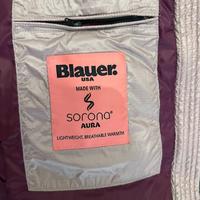 Blauer.
USA
MADE WITH
sorona®
AURA
LIGHTWEIGHT, BREATHABLE WARMTH